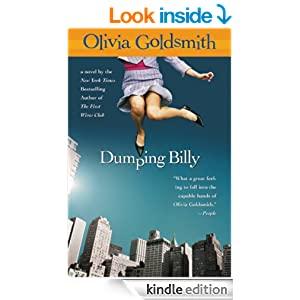 LOOK INSIDE!
Olivia Goldsmith
a novel by the
New York Times
Bestselling
Author of
The First
Wives Club
Dumping Billy
"What a great feel-
ing to fall into the
capable hands of
Olivia Goldsmith."
—People
kindle edition